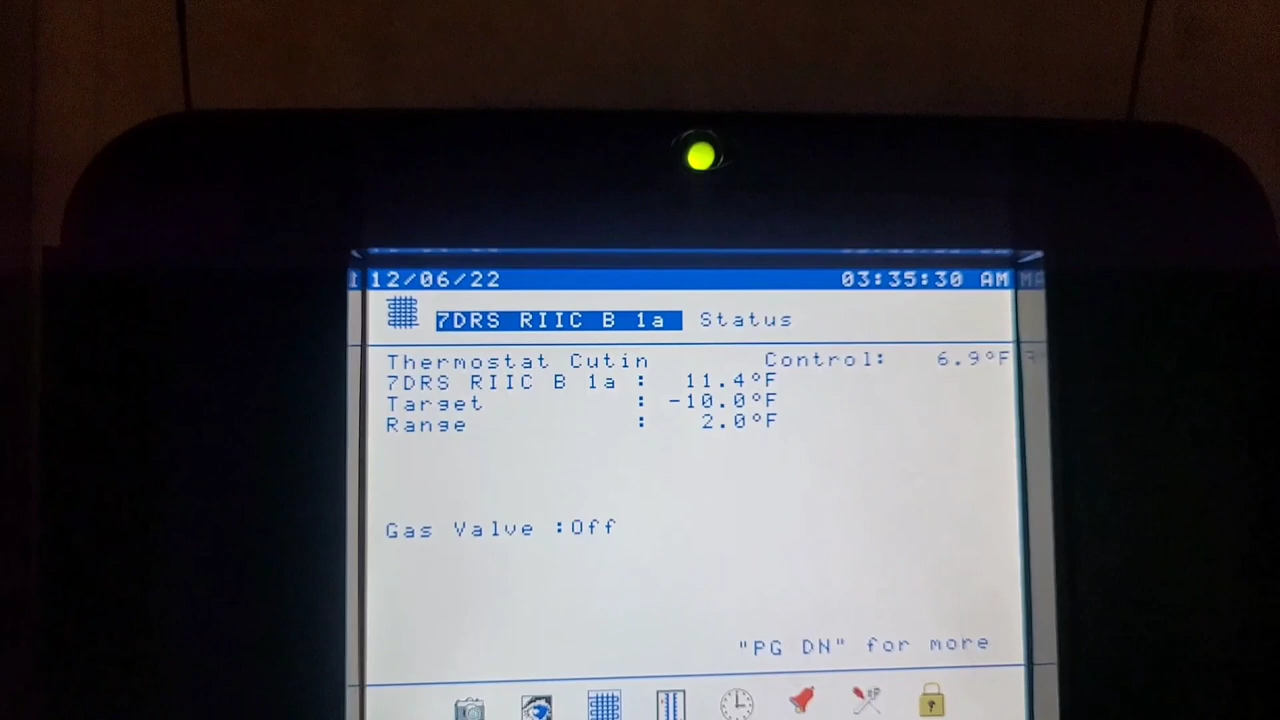 12/06/22 03:35:30 AM
7DRS RIIC B 1a Status
Thermostat Cutin Control: 6.9°F
7DRS RIIC B 1a : 11.4°F
Target : -10.0°F
Range : 2.0°F
Gas Valve :Off
"PG DN" for more